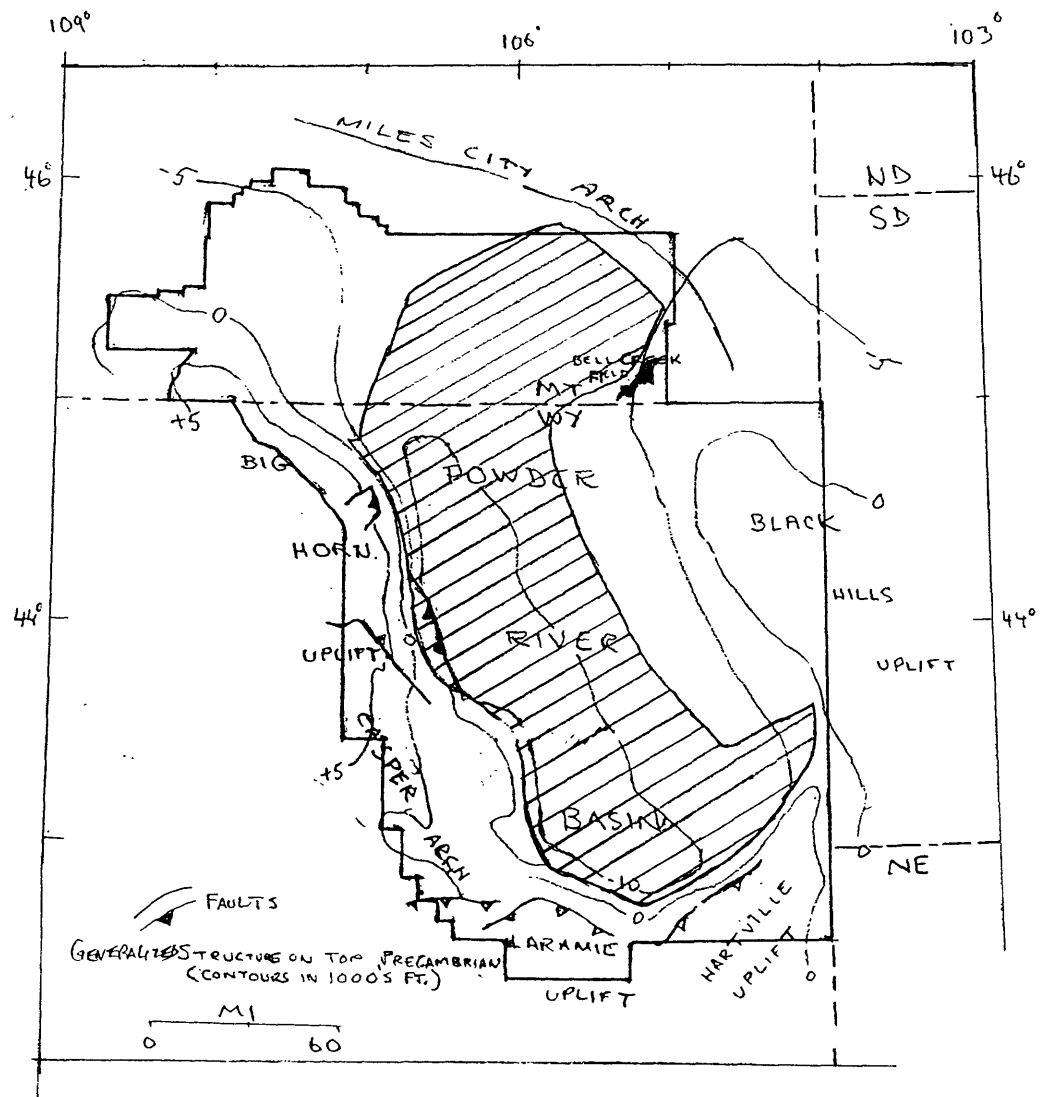 109°
106°
103°
MILES CITY ARCH
46°
-5
ND
46°
SD
0
-5
BELL CREEK
FIELD
MT
WY
+5
BIG
POWDER
0
BLACK
HORN
HILLS
44°
44°
0
RIVER
UPLIFT
UPLIFT
CASPER ARCH
+5
BASIN
0
NE
-10
FAULTS
0
HARTVILLE UPLIFT
GENERALIZED STRUCTURE ON TOP PRECAMBRIAN
(CONTOURS IN 1000'S FT.)
LARAMIE
0
UPLIFT
MI
0 60